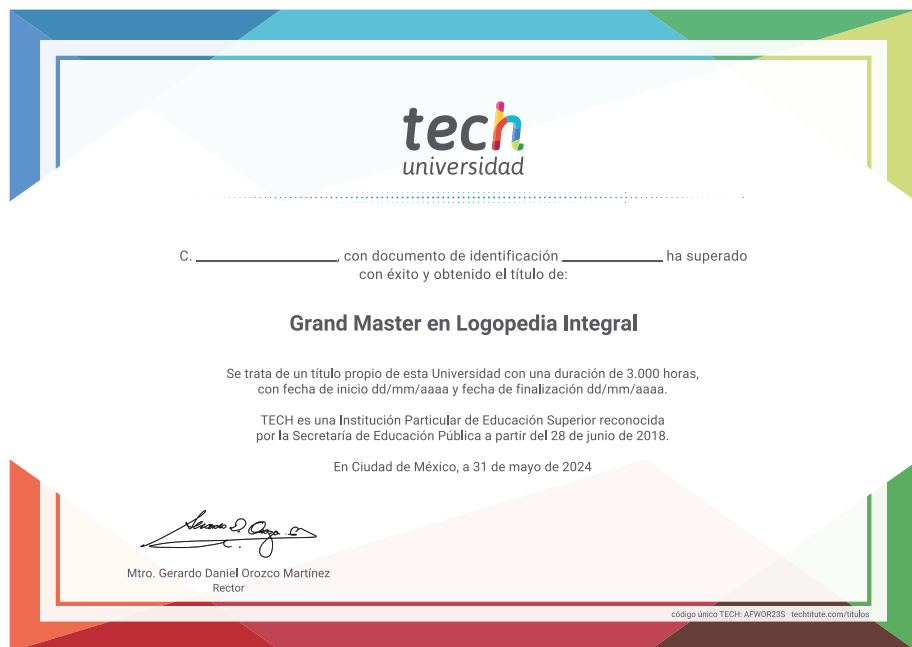 tech
universidad
C. ____________, con documento de identificación ____________ ha superado
con éxito y obtenido el título de:
Grand Master en Logopedia Integral
Se trata de un título propio de esta Universidad con una duración de 3.000 horas,
con fecha de inicio dd/mm/aaaa y fecha de finalización dd/mm/aaaa.
TECH es una Institución Particular de Educación Superior reconocida
por la Secretaría de Educación Pública a partir del 28 de junio de 2018.
En Ciudad de México, a 31 de mayo de 2024
Mtro. Gerardo Daniel Orozco Martínez
Rector
código único TECH: AFWOR23S techtitute.com/titulos